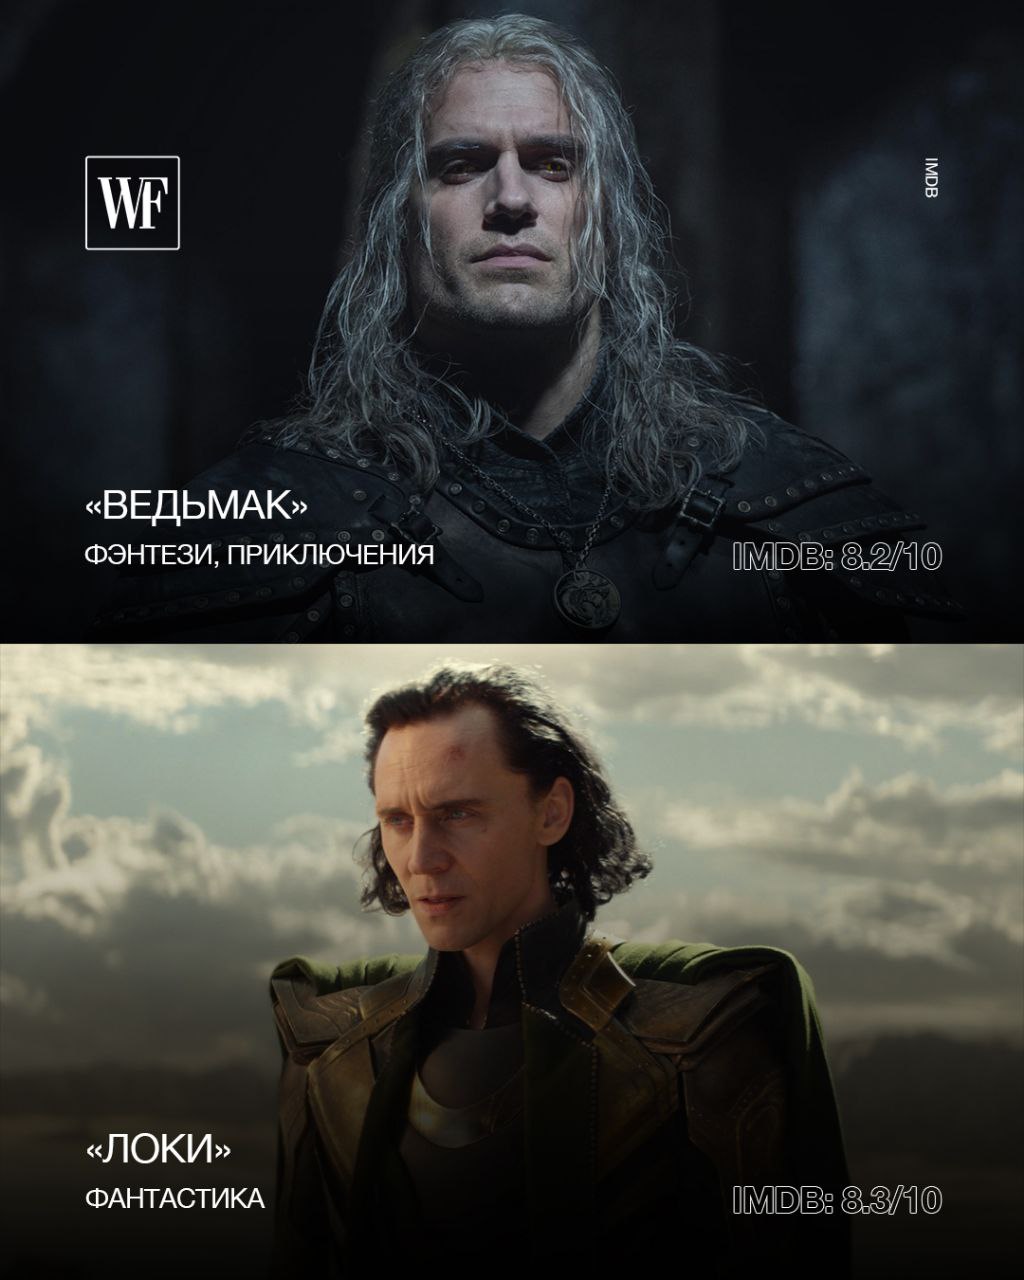 WF
IMDB
«ВЕДЬМАК»
ФЭНТЕЗИ, ПРИКЛЮЧЕНИЯ
IMDB: 8.2/10
«ЛОКИ»
ФАНТАСТИКА
IMDB: 8.3/10